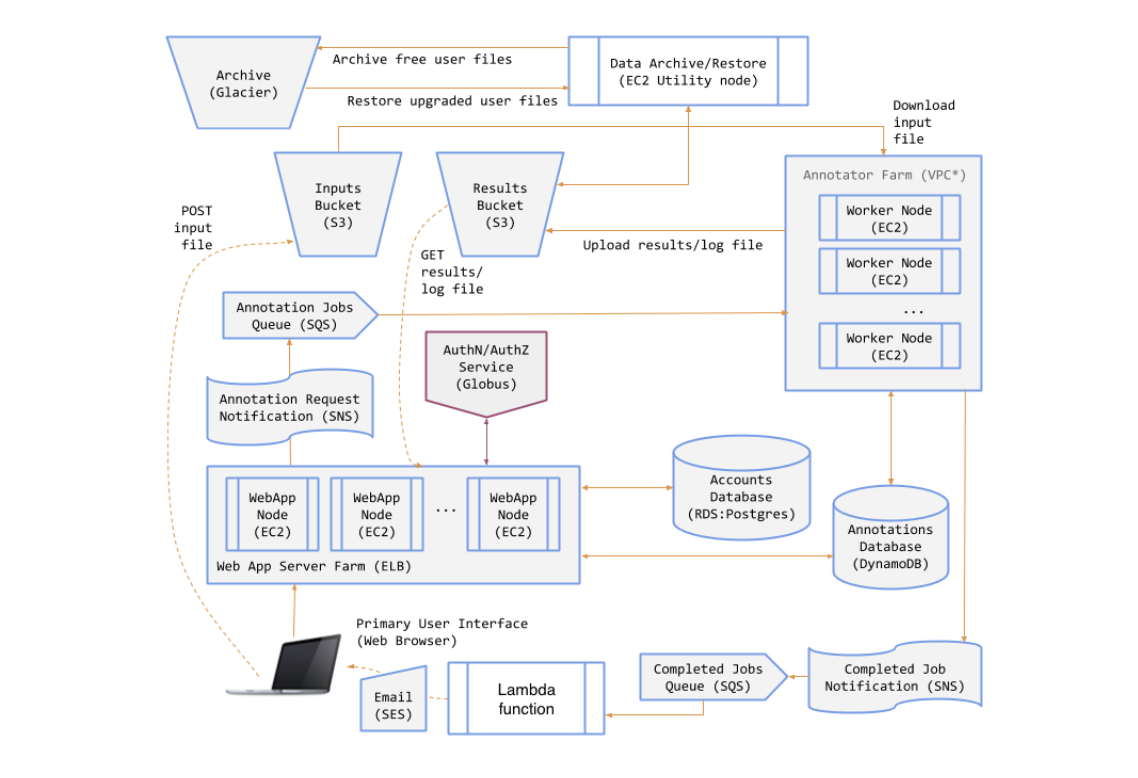 Archive
(Glacier)
Archive free user files
Restore upgraded user files
Data Archive/Restore
(EC2 Utility node)
Download
input
file
Inputs
Bucket
(S3)
Results
Bucket
(S3)
Annotator Farm (VPC*)
Worker Node
(EC2)
Worker Node
(EC2)
...
Worker Node
(EC2)
POST
input
file
Upload results/log file
GET
results/
log file
Annotation Jobs
Queue (SQS)
AuthN/AuthZ
Service
(Globus)
Annotation Request
Notification (SNS)
WebApp
Node
(EC2)
WebApp
Node
(EC2)
...
WebApp
Node
(EC2)
Web App Server Farm (ELB)
Accounts
Database
(RDS:Postgres)
Annotations
Database
(DynamoDB)
Primary User Interface
(Web Browser)
Email
(SES)
Lambda
function
Completed Jobs
Queue (SQS)
Completed Job
Notification (SNS)